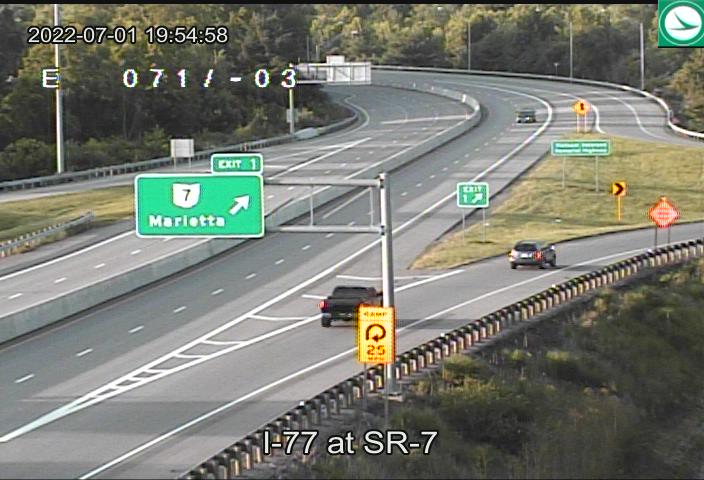 2022-07-01 19:54:58
E 071/-03
EXIT 1
7
Marietta
EXIT
1
RAMP
25
MPH
I-77 at SR-7